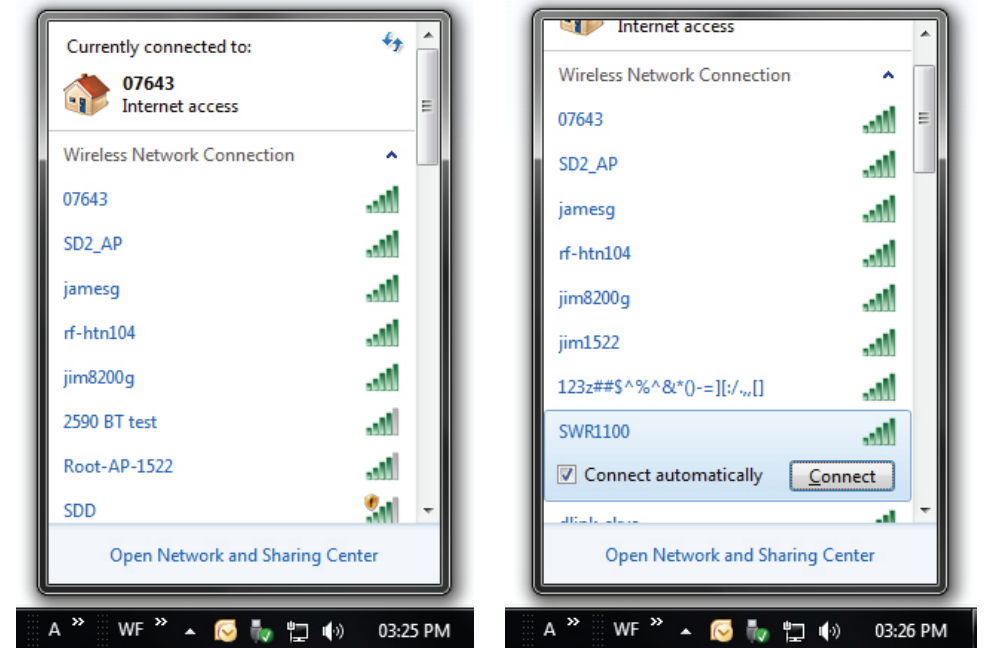 Currently connected to:
07643
Internet access
Wireless Network Connection
07643
SD2_AP
jamesg
rf-htn104
jim8200g
2590 BT test
Root-AP-1522
SDD
Open Network and Sharing Center
A » WF » 03:25 PM
Internet access
Wireless Network Connection
07643
SD2_AP
jamesg
rf-htn104
jim8200g
jim1522
123z##$^%^&*()-=][:/.,,[]
SWR1100
Connect automatically Connect
Open Network and Sharing Center
A » WF » 03:26 PM